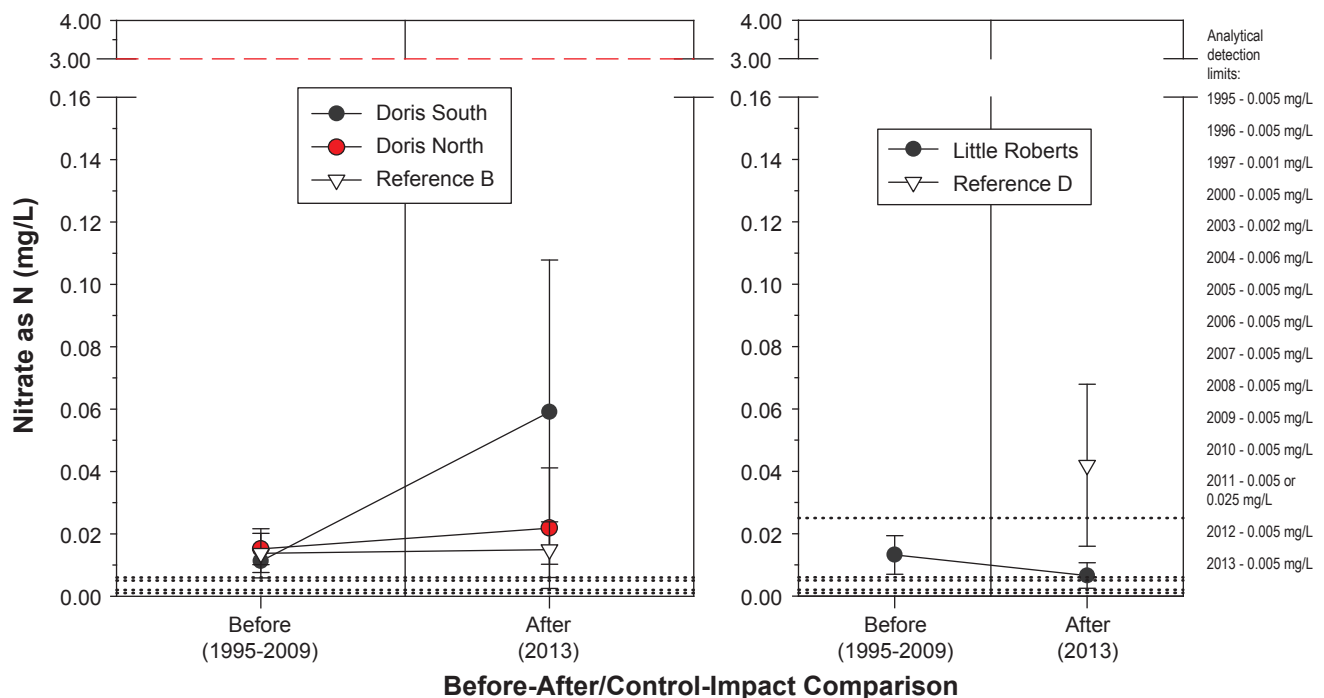 Nitrate as N (mg/L)
4.00
3.00
0.16
0.14
0.12
0.10
0.08
0.06
0.04
0.02
0.00
Doris South
Doris North
Reference B
Before
(1995-2009)
After
(2013)
4.00
3.00
0.16
0.14
0.12
0.10
0.08
0.06
0.04
0.02
0.00
Little Roberts
Reference D
Before
(1995-2009)
After
(2013)
Before-After/Control-Impact Comparison
Analytical
detection
limits:
1995 - 0.005 mg/L
1996 - 0.005 mg/L
1997 - 0.001 mg/L
2000 - 0.005 mg/L
2003 - 0.002 mg/L
2004 - 0.006 mg/L
2005 - 0.005 mg/L
2006 - 0.005 mg/L
2007 - 0.005 mg/L
2008 - 0.005 mg/L
2009 - 0.005 mg/L
2010 - 0.005 mg/L
2011 - 0.005 or
0.025 mg/L
2012 - 0.005 mg/L
2013 - 0.005 mg/L